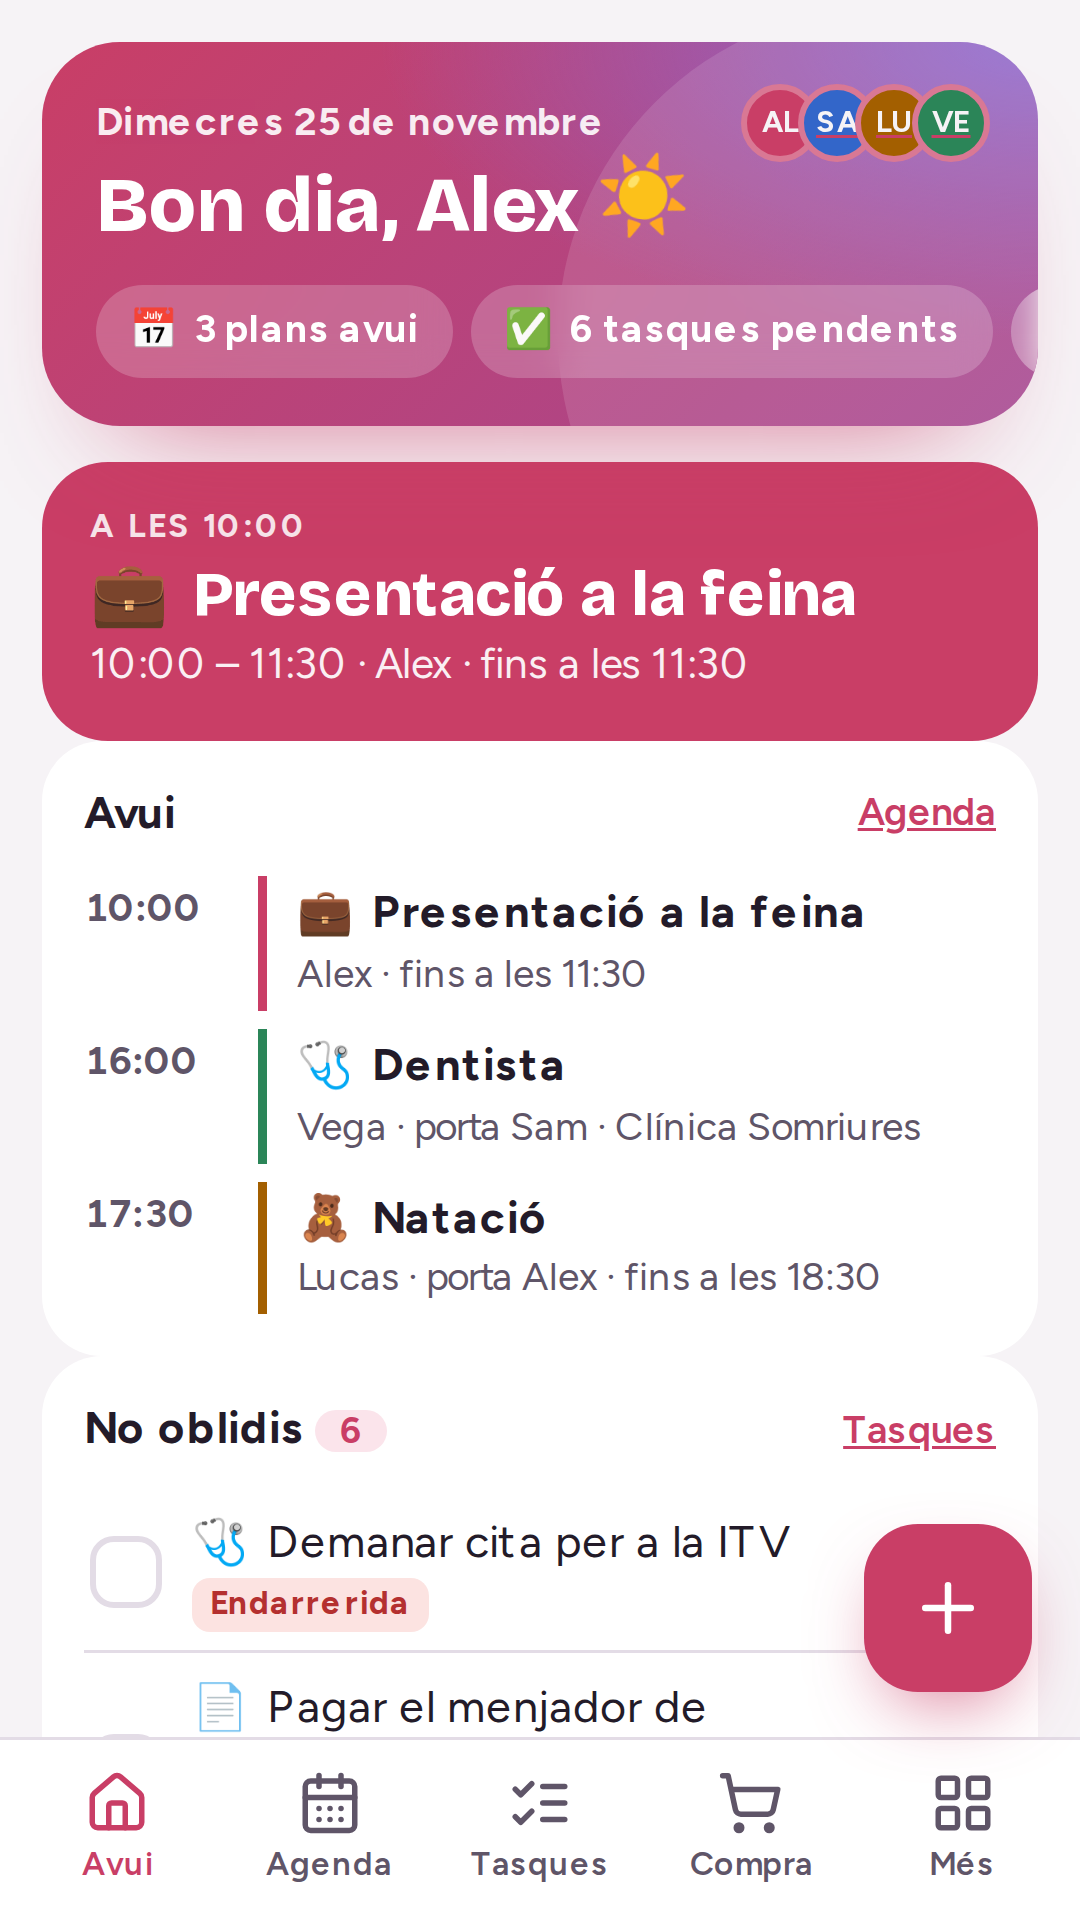 Dimecres 25 de novembre
AL SA LU VE
Bon dia, Alex
3 plans avui
6 tasques pendents
A LES 10:00
Presentació a la feina
10:00 – 11:30 · Alex · fins a les 11:30
Avui
Agenda
10:00
Presentació a la feina
Alex · fins a les 11:30
16:00
Dentista
Vega · porta Sam · Clínica Somriures
17:30
Natació
Lucas · porta Alex · fins a les 18:30
No oblidis 6
Tasques
Demanar cita per a la ITV
Endarrerida
Pagar el menjador de
Avui
Agenda
Tasques
Compra
Més